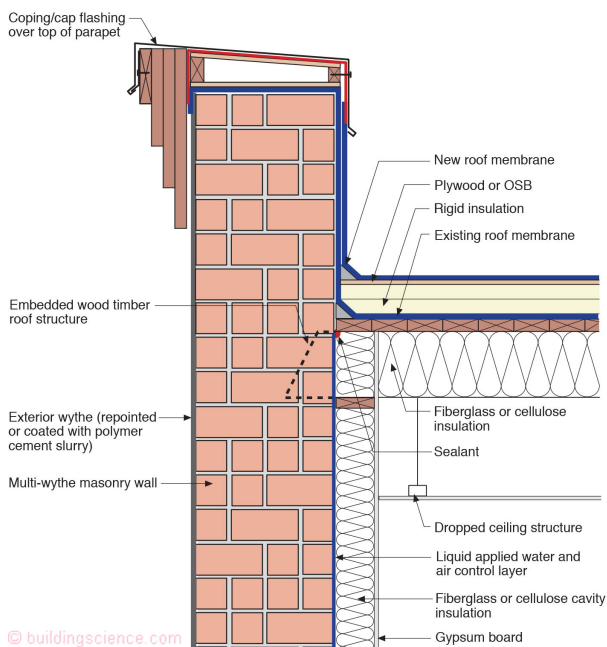 Coping/cap flashing
over top of parapet
New roof membrane
Plywood or OSB
Rigid insulation
Existing roof membrane
Embedded wood timber
roof structure
Exterior wythe (repointed
or coated with polymer
cement slurry)
Fiberglass or cellulose
insulation
Sealant
Multi-wythe masonry wall
Dropped ceiling structure
Liquid applied water and
air control layer
Fiberglass or cellulose cavity
insulation
Gypsum board
© buildingscience.com